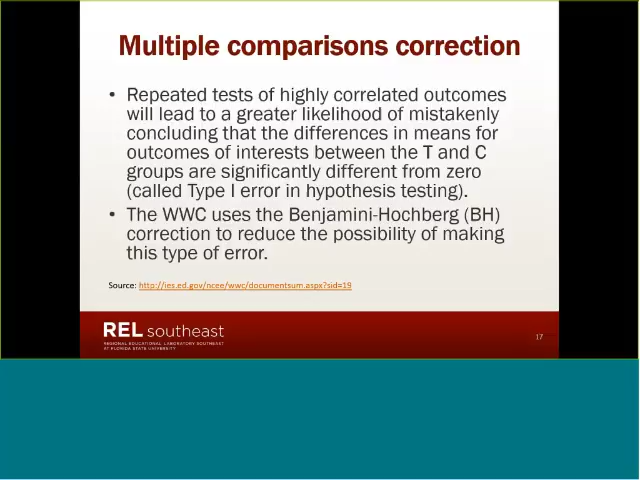 Multiple comparisons correction
• Repeated tests of highly correlated outcomes
will lead to a greater likelihood of mistakenly
concluding that the differences in means for
outcomes of interests between the T and C
groups are significantly different from zero
(called Type I error in hypothesis testing).
• The WWC uses the Benjamini-Hochberg (BH)
correction to reduce the possibility of making
this type of error.
Source: http://ies.ed.gov/ncee/wwc/documentsum.aspx?sid=19
REL southeast
REGIONAL EDUCATIONAL LABORATORY SOUTHEAST
AT FLORIDA STATE UNIVERSITY
17